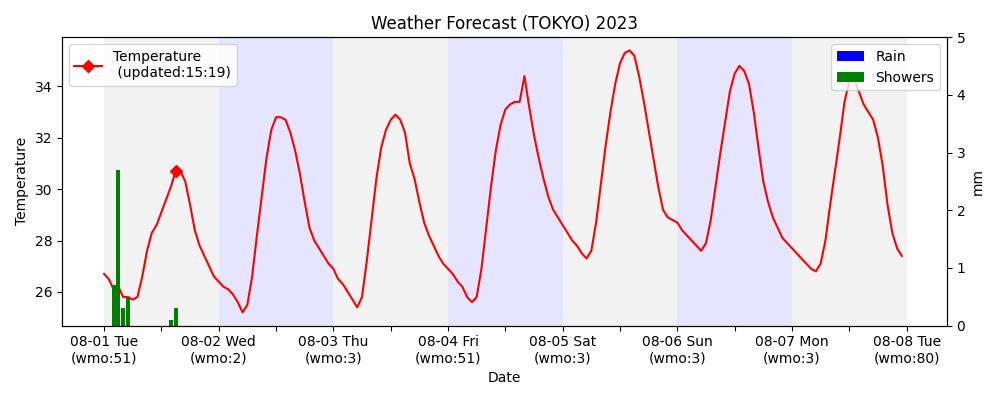 Weather Forecast (TOKYO) 2023
Temperature
(updated:15:19)
Rain
Showers
Temperature
34
32
30
28
26
5
4
3
2
1
0
mm
08-01 Tue
(wmo:51)
08-02 Wed
(wmo:2)
08-03 Thu
(wmo:3)
08-04 Fri
(wmo:51)
08-05 Sat
(wmo:3)
08-06 Sun
(wmo:3)
08-07 Mon
(wmo:3)
08-08 Tue
(wmo:80)
Date